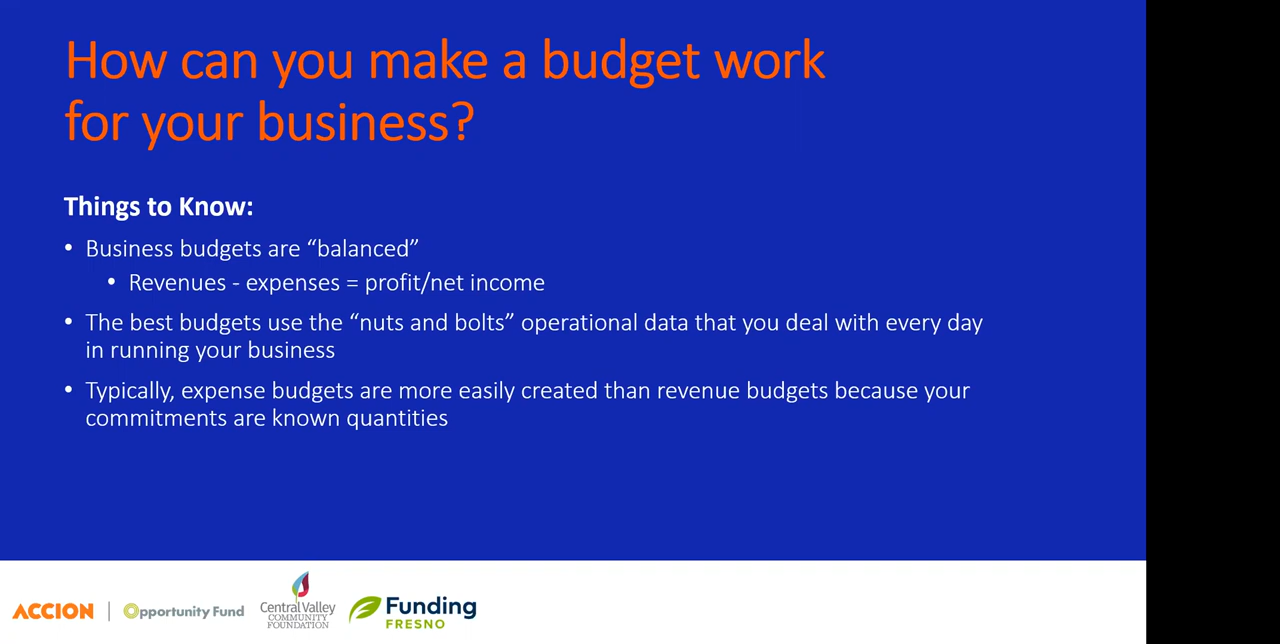 How can you make a budget work
for your business?
Things to Know:
• Business budgets are “balanced”
• Revenues - expenses = profit/net income
• The best budgets use the “nuts and bolts” operational data that you deal with every day
in running your business
• Typically, expense budgets are more easily created than revenue budgets because your
commitments are known quantities
ACCION | Opportunity Fund
Central Valley
COMMUNITY
FOUNDATION
Funding
FRESNO